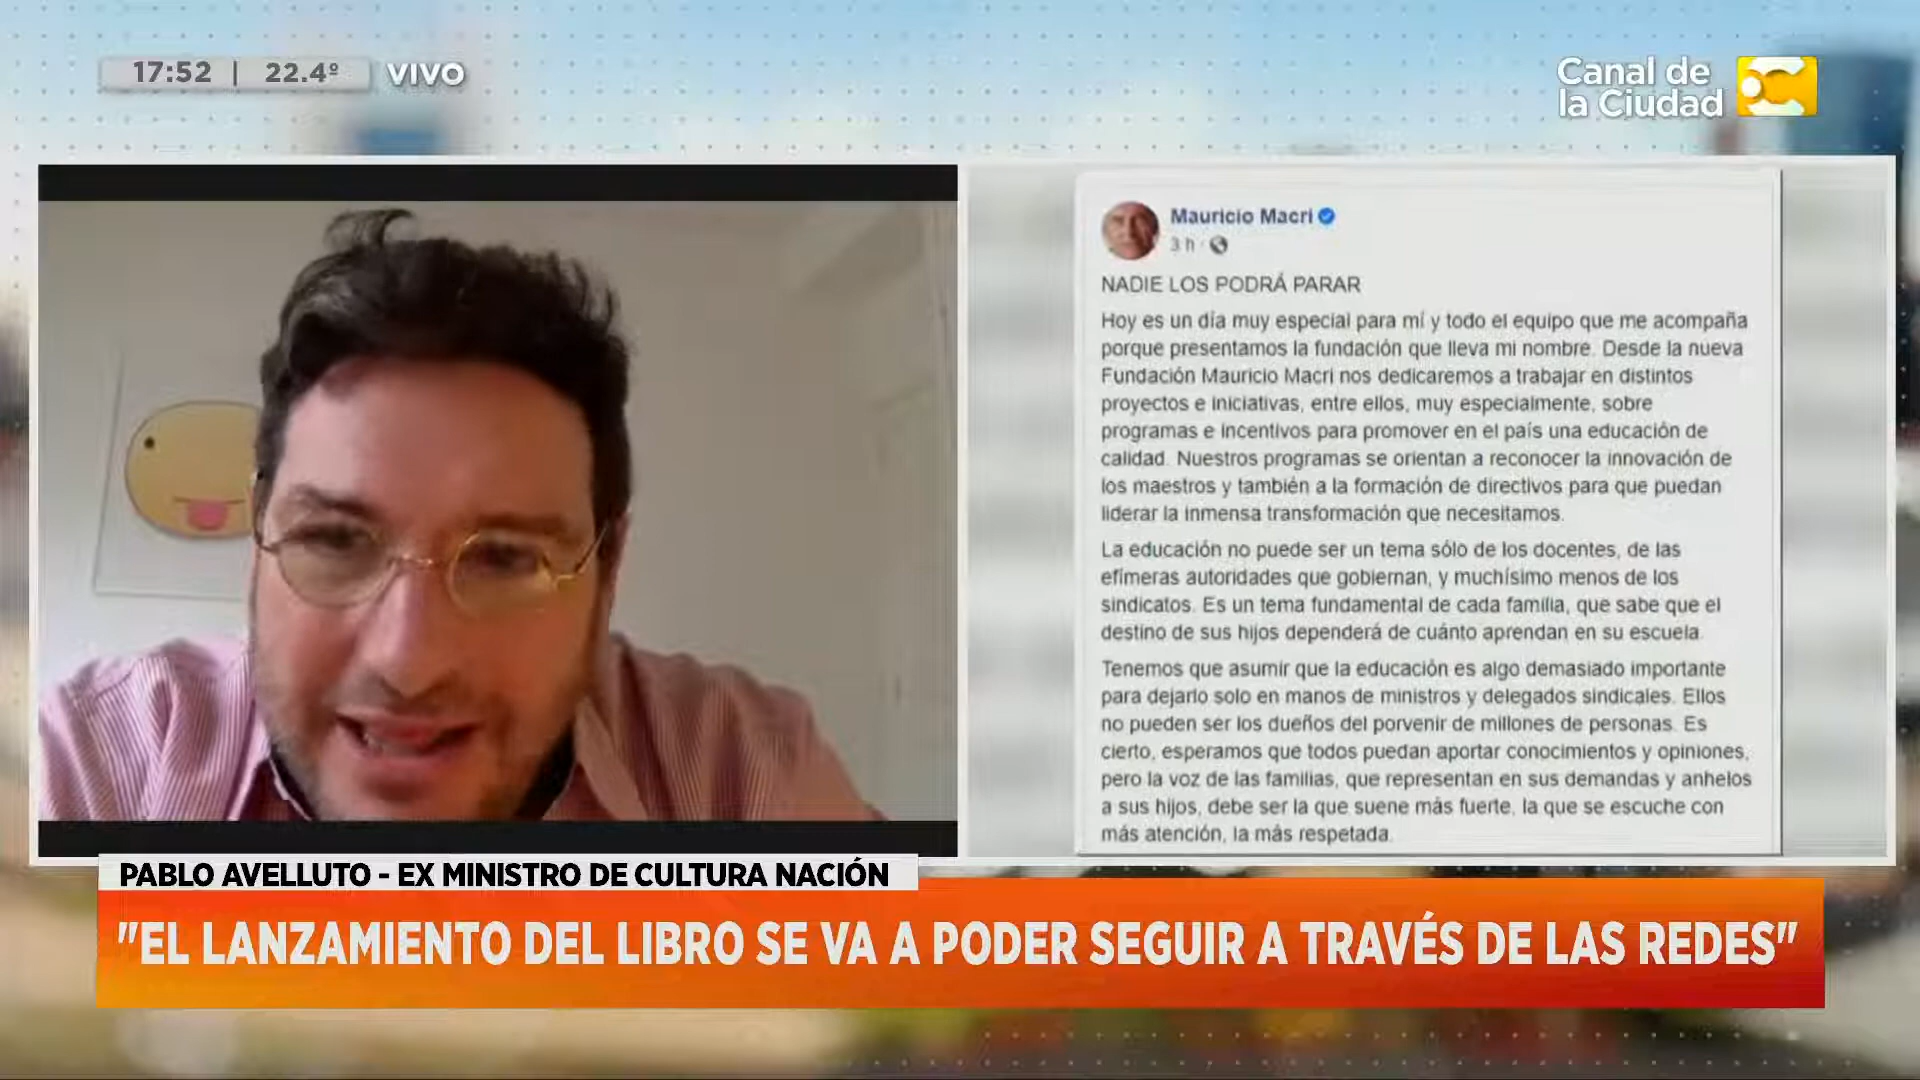 17:52 | 22.4º VIVO
Canal de
la Ciudad
Mauricio Macri
3 h ·
NADIE LOS PODRÁ PARAR
Hoy es un día muy especial para mí y todo el equipo que me acompaña
porque presentamos la fundación que lleva mi nombre. Desde la nueva
Fundación Mauricio Macri nos dedicaremos a trabajar en distintos
proyectos e iniciativas, entre ellos, muy especialmente, sobre
programas e incentivos para promover en el país una educación de
calidad. Nuestros programas se orientan a reconocer la innovación de
los maestros y también a la formación de directivos para que puedan
liderar la inmensa transformación que necesitamos.
La educación no puede ser un tema sólo de los docentes, de las
efímeras autoridades que gobiernan, y muchísimo menos de los
sindicatos. Es un tema fundamental de cada familia, que sabe que el
destino de sus hijos dependerá de cuánto aprendan en su escuela.
Tenemos que asumir que la educación es algo demasiado importante
para dejarlo solo en manos de ministros y delegados sindicales. Ellos
no pueden ser los dueños del porvenir de millones de personas. Es
cierto, esperamos que todos puedan aportar conocimientos y opiniones,
pero la voz de las familias, que representan en sus demandas y anhelos
a sus hijos, debe ser la que suene más fuerte, la que se escuche con
más atención, la más respetada.
PABLO AVELLUTO - EX MINISTRO DE CULTURA NACIÓN
"EL LANZAMIENTO DEL LIBRO SE VA A PODER SEGUIR A TRAVÉS DE LAS REDES"